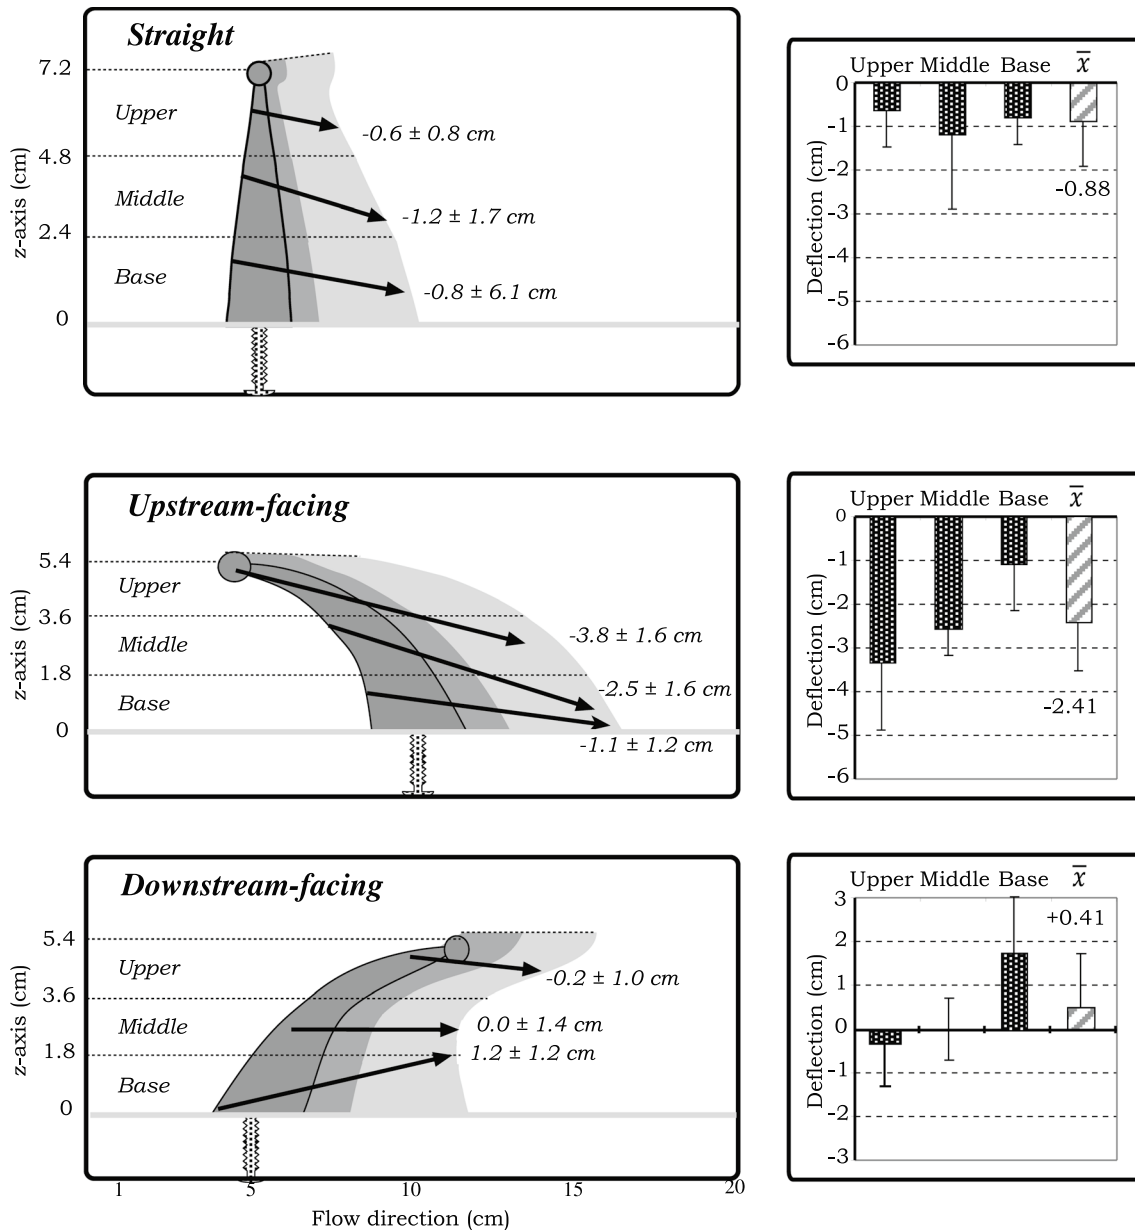 Straight
7.2
Upper
-0.6 ± 0.8 cm
4.8
Middle
-1.2 ± 1.7 cm
2.4
Base
-0.8 ± 6.1 cm
0
z-axis (cm)
Upper Middle Base x̅
0
-1
-2
-0.88
-3
-4
-5
-6
Deflection (cm)
Upstream-facing
5.4
Upper
3.6
-3.8 ± 1.6 cm
Middle
1.8
-2.5 ± 1.6 cm
Base
0
-1.1 ± 1.2 cm
z-axis (cm)
Upper Middle Base x̅
0
-1
-2
-3
-4
-2.41
-5
-6
Deflection (cm)
Downstream-facing
5.4
Upper
-0.2 ± 1.0 cm
3.6
Middle
0.0 ± 1.4 cm
1.8
1.2 ± 1.2 cm
Base
0
z-axis (cm)
1 5 10 15 20
Flow direction (cm)
Upper Middle Base x̅
3
+0.41
2
1
0
-1
-2
-3
Deflection (cm)